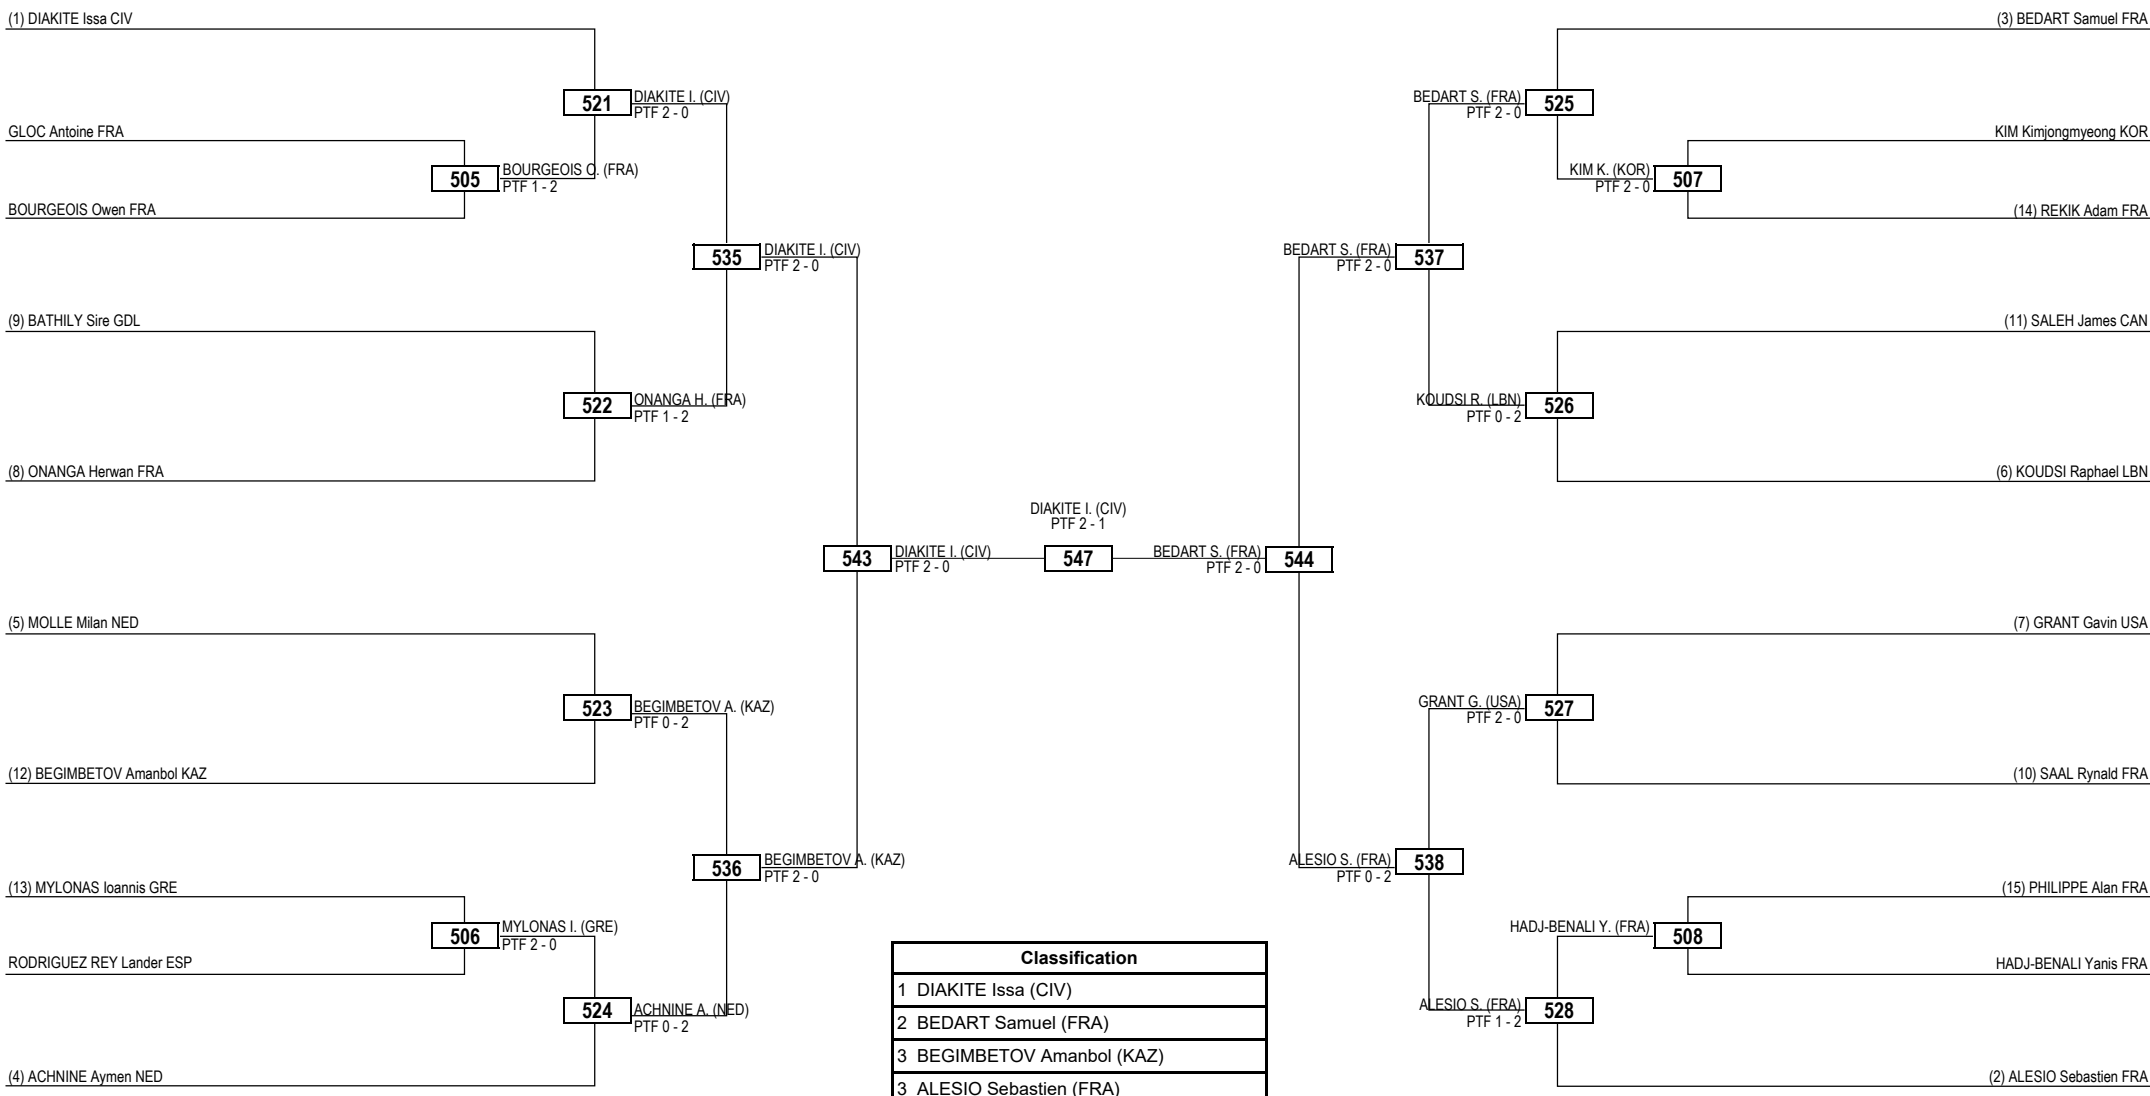 (1) DIAKITE Issa CIV
(3) BEDART Samuel FRA
521
DIAKITE I. (CIV)
PTF 2 - 0
BEDART S. (FRA)
PTF 2 - 0
525
GLOC Antoine FRA
KIM Kimjongmyeong KOR
505
BOURGEOIS O. (FRA)
PTF 1 - 2
KIM K. (KOR)
PTF 2 - 0
507
BOURGEOIS Owen FRA
(14) REKIK Adam FRA
535
DIAKITE I. (CIV)
PTF 2 - 0
BEDART S. (FRA)
PTF 2 - 0
537
(9) BATHILY Sire GDL
(11) SALEH James CAN
522
ONANGA H. (FRA)
PTF 1 - 2
KOUDSI R. (LBN)
PTF 0 - 2
526
(8) ONANGA Herwan FRA
(6) KOUDSI Raphael LBN
DIAKITE I. (CIV)
PTF 2 - 1
543
DIAKITE I. (CIV)
PTF 2 - 0
547
BEDART S. (FRA)
PTF 2 - 0
544
(5) MOLLE Milan NED
(7) GRANT Gavin USA
523
BEGIMBETOV A. (KAZ)
PTF 0 - 2
GRANT G. (USA)
PTF 2 - 0
527
(12) BEGIMBETOV Amanbol KAZ
(10) SAAL Rynald FRA
536
BEGIMBETOV A. (KAZ)
PTF 2 - 0
ALESIO S. (FRA)
PTF 0 - 2
538
(13) MYLONAS Ioannis GRE
(15) PHILIPPE Alan FRA
506
MYLONAS I. (GRE)
PTF 2 - 0
HADJ-BENALI Y. (FRA)
508
RODRIGUEZ REY Lander ESP
HADJ-BENALI Yanis FRA
524
ACHNINE A. (NED)
PTF 0 - 2
ALESIO S. (FRA)
PTF 1 - 2
528
(4) ACHNINE Aymen NED
(2) ALESIO Sebastien FRA
Classification
1 DIAKITE Issa (CIV)
2 BEDART Samuel (FRA)
3 BEGIMBETOV Amanbol (KAZ)
3 ALESIO Sebastien (FRA)